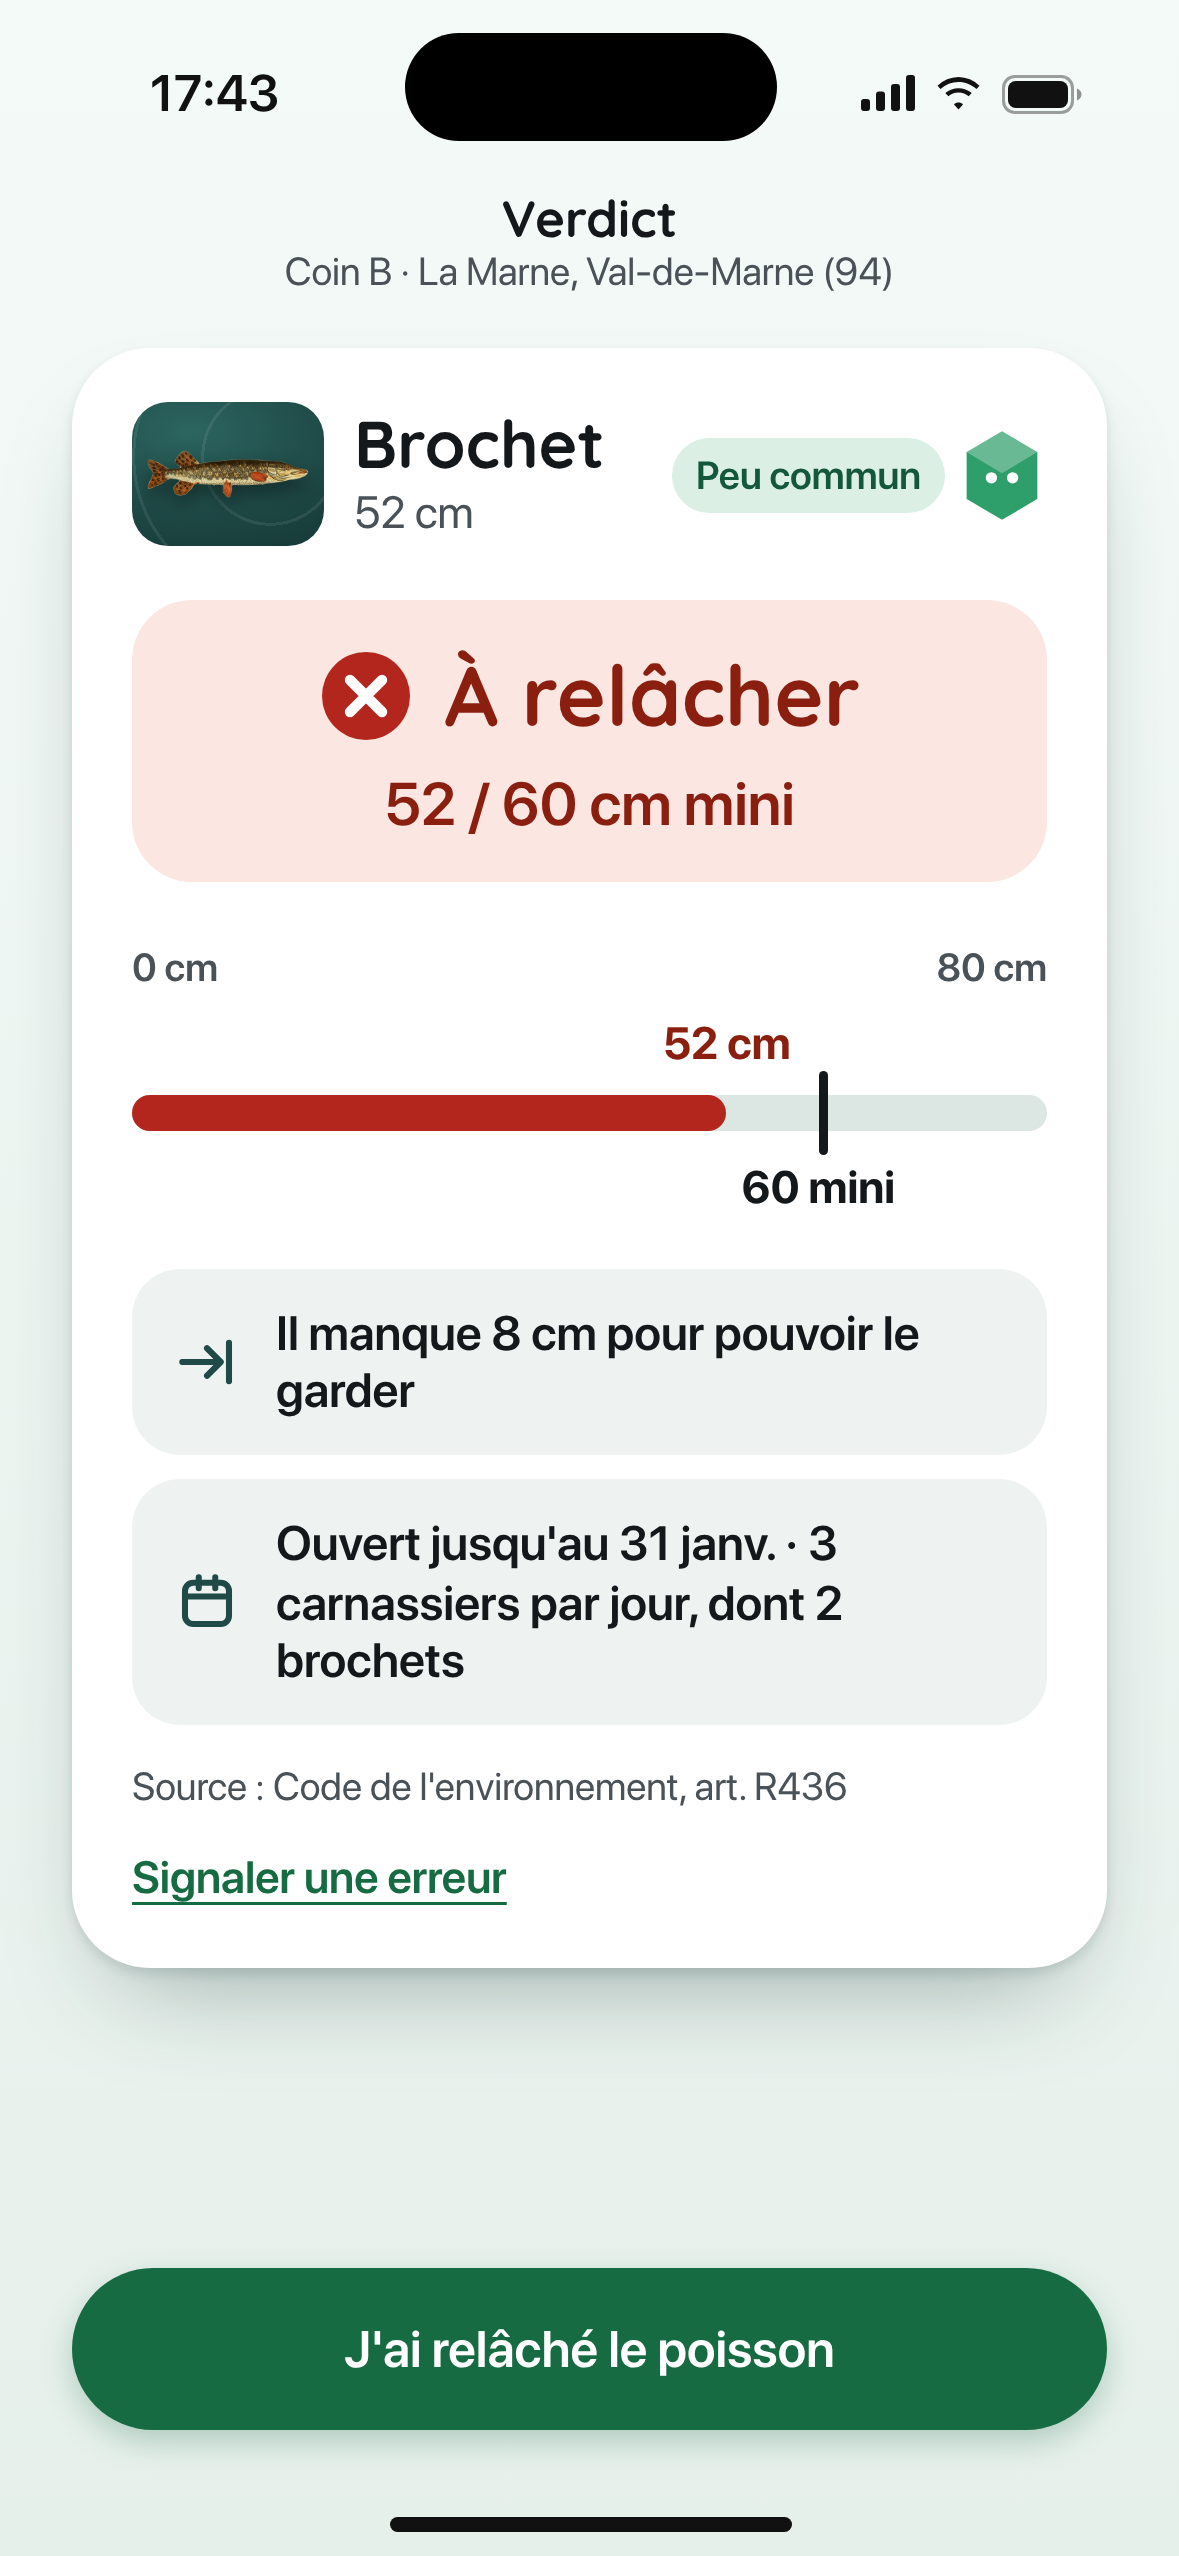 17:43
Verdict
Coin B · La Marne, Val-de-Marne (94)
Brochet
52 cm
Peu commun
À relâcher
52 / 60 cm mini
0 cm
80 cm
52 cm
60 mini
Il manque 8 cm pour pouvoir le
garder
Ouvert jusqu'au 31 janv. · 3
carnassiers par jour, dont 2
brochets
Source : Code de l'environnement, art. R436
Signaler une erreur
J'ai relâché le poisson